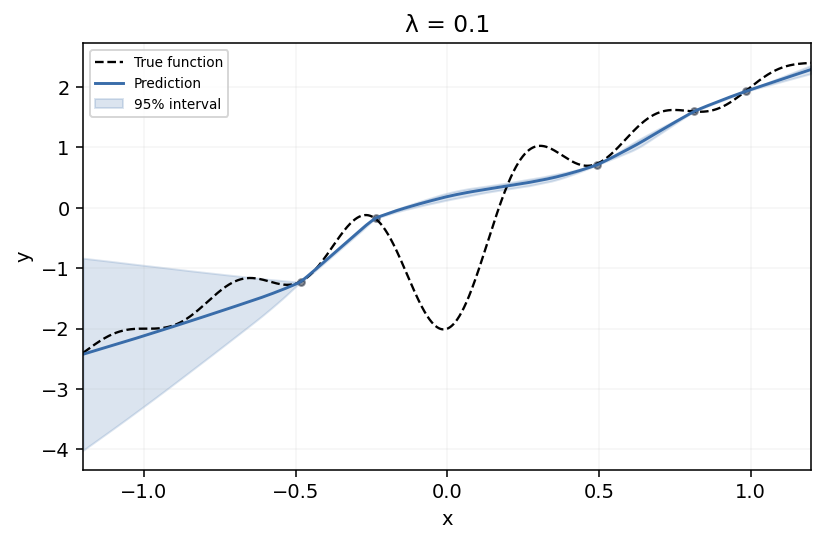 λ = 0.1
True function
Prediction
95% interval
2
1
0
−1
−2
−3
−4
y
−1.0 −0.5 0.0 0.5 1.0
x